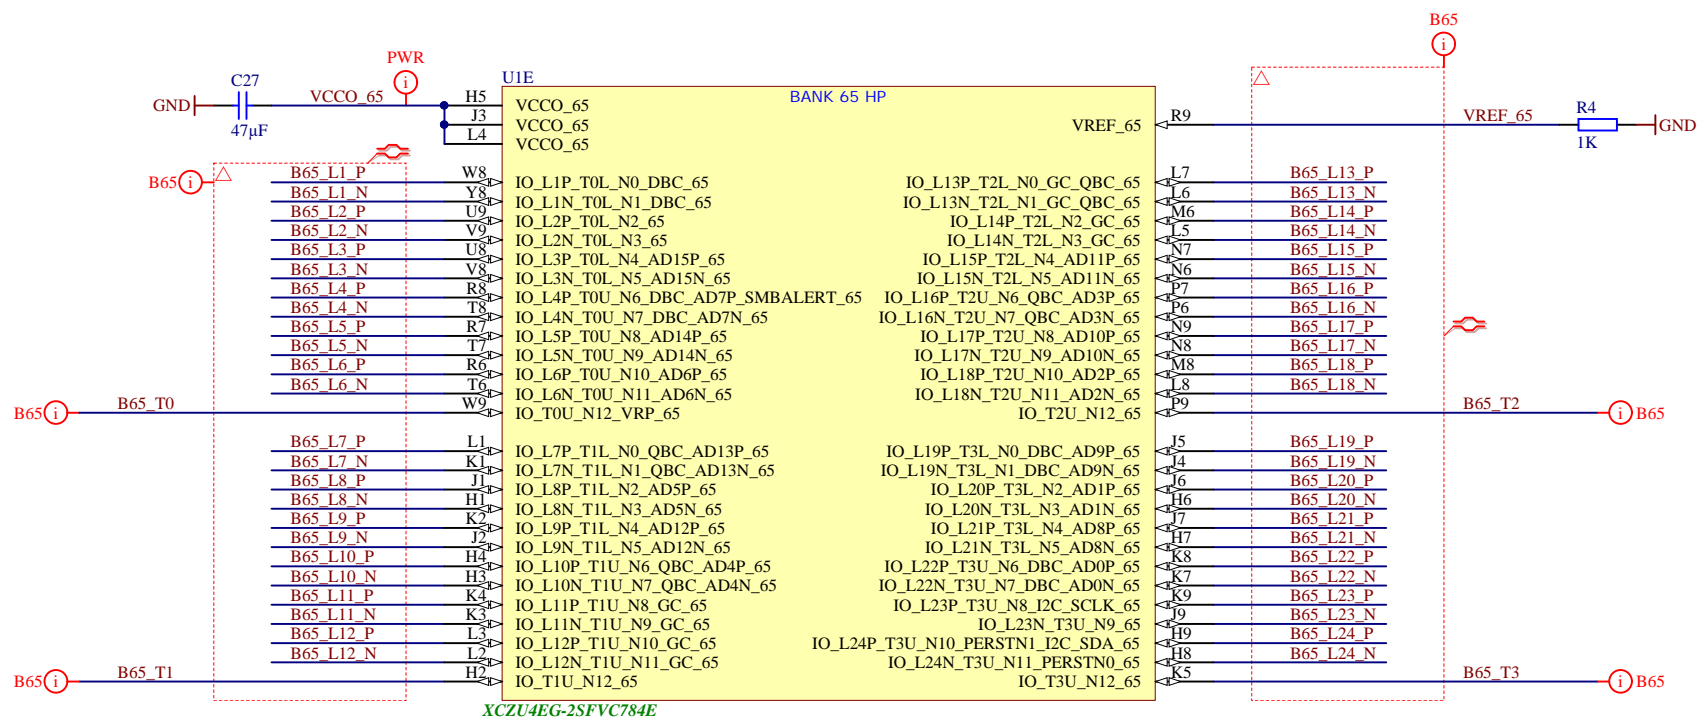 B65
PWR
U1E
C27
BANK 65 HP
GND VCCO_65 H5 VCCO_65
47µF
J3 VCCO_65
L4 VCCO_65
VREF_65 R9 VREF_65 R4 GND
1K
B65
B65_L1_P W8 IO_L1P_T0L_N0_DBC_65 IO_L13P_T2L_N0_GC_QBC_65 L7 B65_L13_P
B65_L1_N Y8 IO_L1N_T0L_N1_DBC_65 IO_L13N_T2L_N1_GC_QBC_65 L6 B65_L13_N
B65_L2_P U9 IO_L2P_T0L_N2_65 IO_L14P_T2L_N2_GC_65 M6 B65_L14_P
B65_L2_N V9 IO_L2N_T0L_N3_65 IO_L14N_T2L_N3_GC_65 L5 B65_L14_N
B65_L3_P U8 IO_L3P_T0L_N4_AD15P_65 IO_L15P_T2L_N4_AD11P_65 N7 B65_L15_P
B65_L3_N V8 IO_L3N_T0L_N5_AD15N_65 IO_L15N_T2L_N5_AD11N_65 N6 B65_L15_N
B65_L4_P R8 IO_L4P_T0U_N6_DBC_AD7P_SMBALERT_65 IO_L16P_T2U_N6_QBC_AD3P_65 P7 B65_L16_P
B65_L4_N T8 IO_L4N_T0U_N7_DBC_AD7N_65 IO_L16N_T2U_N7_QBC_AD3N_65 P6 B65_L16_N
B65_L5_P R7 IO_L5P_T0U_N8_AD14P_65 IO_L17P_T2U_N8_AD10P_65 N9 B65_L17_P
B65_L5_N T7 IO_L5N_T0U_N9_AD14N_65 IO_L17N_T2U_N9_AD10N_65 N8 B65_L17_N
B65_L6_P R6 IO_L6P_T0U_N10_AD6P_65 IO_L18P_T2U_N10_AD2P_65 M8 B65_L18_P
B65_L6_N T6 IO_L6N_T0U_N11_AD6N_65 IO_L18N_T2U_N11_AD2N_65 L8 B65_L18_N
B65 B65_T0 W9 IO_T0U_N12_VRP_65 IO_T2U_N12_65 P9 B65_T2 B65
B65_L7_P L1 IO_L7P_T1L_N0_QBC_AD13P_65 IO_L19P_T3L_N0_DBC_AD9P_65 J5 B65_L19_P
B65_L7_N K1 IO_L7N_T1L_N1_QBC_AD13N_65 IO_L19N_T3L_N1_DBC_AD9N_65 J4 B65_L19_N
B65_L8_P J1 IO_L8P_T1L_N2_AD5P_65 IO_L20P_T3L_N2_AD1P_65 J6 B65_L20_P
B65_L8_N H1 IO_L8N_T1L_N3_AD5N_65 IO_L20N_T3L_N3_AD1N_65 H6 B65_L20_N
B65_L9_P K2 IO_L9P_T1L_N4_AD12P_65 IO_L21P_T3L_N4_AD8P_65 J7 B65_L21_P
B65_L9_N J2 IO_L9N_T1L_N5_AD12N_65 IO_L21N_T3L_N5_AD8N_65 H7 B65_L21_N
B65_L10_P H4 IO_L10P_T1U_N6_QBC_AD4P_65 IO_L22P_T3U_N6_DBC_AD0P_65 K8 B65_L22_P
B65_L10_N H3 IO_L10N_T1U_N7_QBC_AD4N_65 IO_L22N_T3U_N7_DBC_AD0N_65 K7 B65_L22_N
B65_L11_P K4 IO_L11P_T1U_N8_GC_65 IO_L23P_T3U_N8_I2C_SCLK_65 K9 B65_L23_P
B65_L11_N K3 IO_L11N_T1U_N9_GC_65 IO_L23N_T3U_N9_65 J9 B65_L23_N
B65_L12_P L3 IO_L12P_T1U_N10_GC_65 IO_L24P_T3U_N10_PERSTN1_I2C_SDA_65 H9 B65_L24_P
B65_L12_N L2 IO_L12N_T1U_N11_GC_65 IO_L24N_T3U_N11_PERSTN0_65 H8 B65_L24_N
B65 B65_T1 H2 IO_T1U_N12_65 IO_T3U_N12_65 K5 B65_T3 B65
XCZU4EG-2SFVC784E